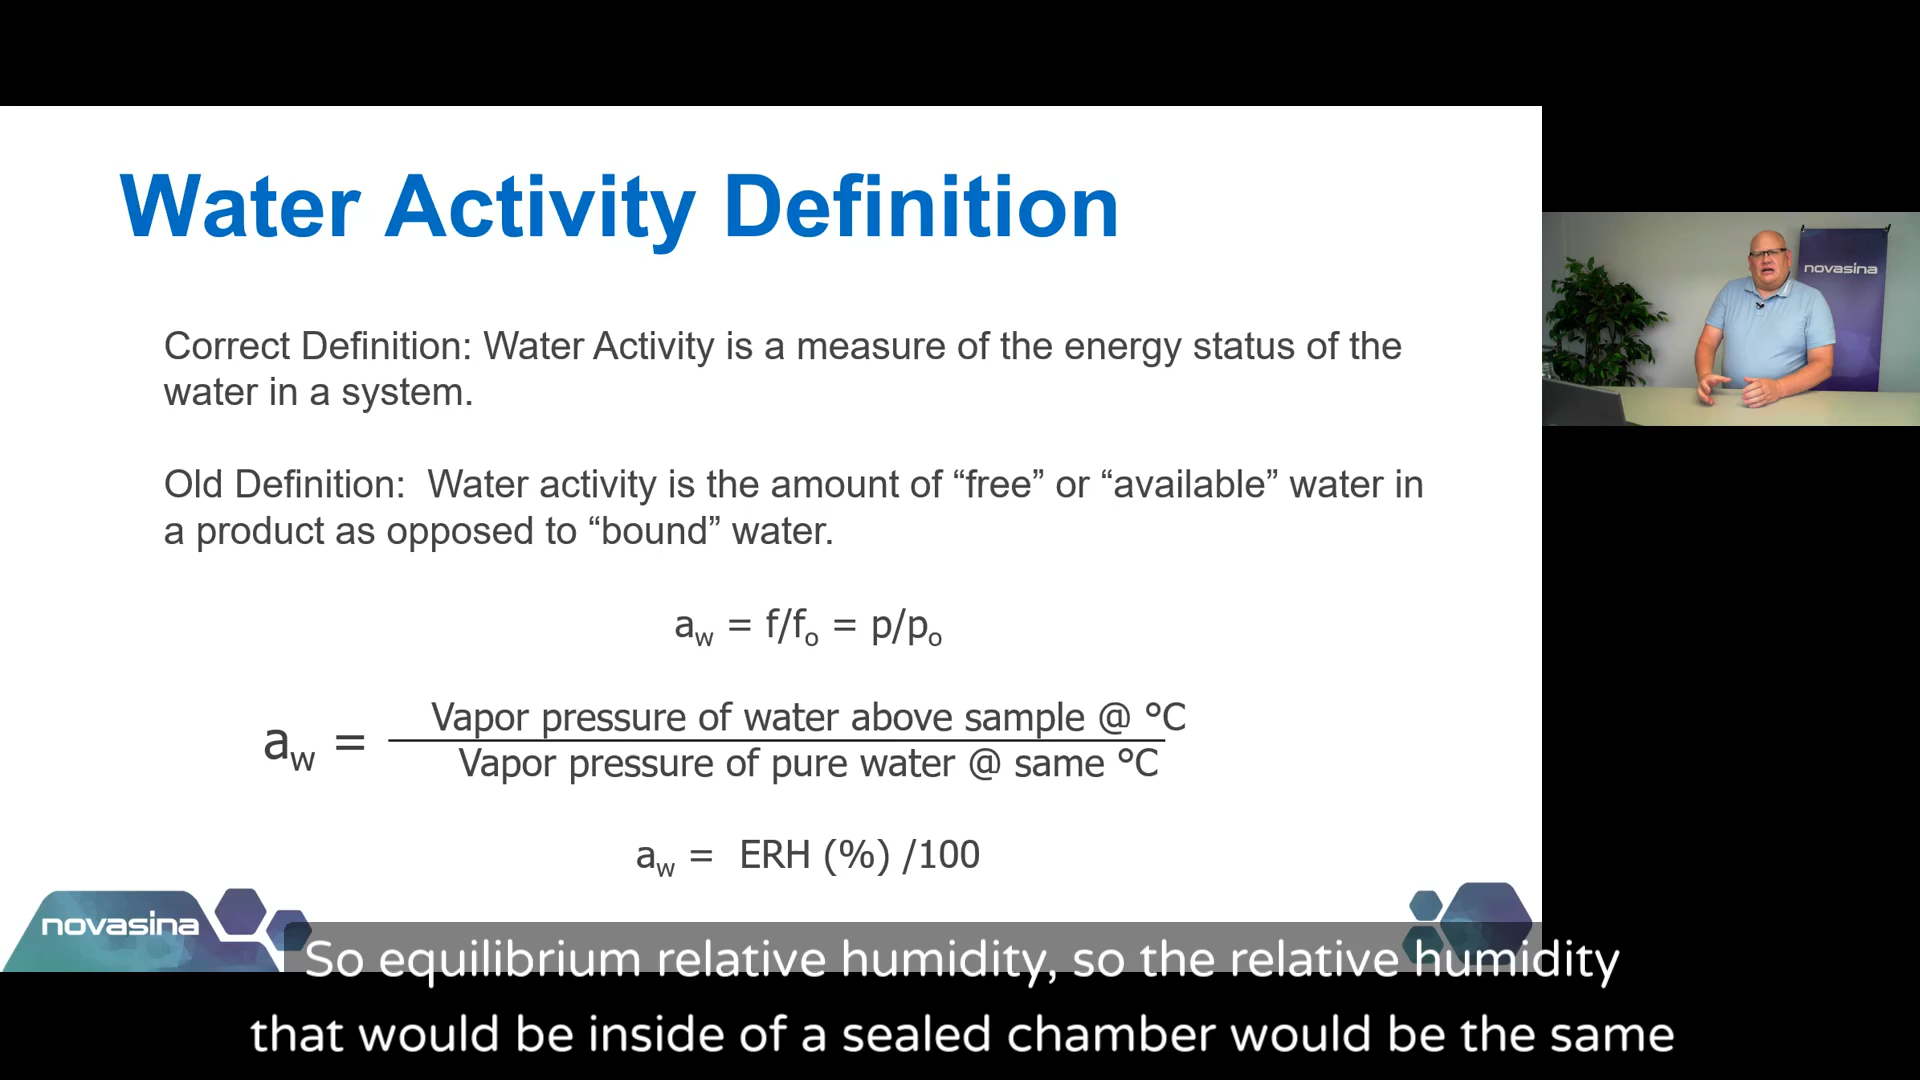 Water Activity Definition
novasina
Correct Definition: Water Activity is a measure of the energy status of the
water in a system.
Old Definition:  Water activity is the amount of “free” or “available” water in
a product as opposed to “bound” water.
aw = f/fo = p/po
Vapor pressure of water above sample @ °C
aw =
Vapor pressure of pure water @ same °C
aw =  ERH (%) /100
novasina
So equilibrium relative humidity, so the relative humidity
that would be inside of a sealed chamber would be the same